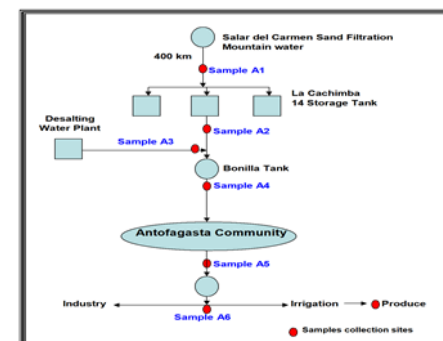 Salar del Carmen Sand Filtration
Mountain water
400 km
Sample A1
La Cachimba
14 Storage Tank
Desalting
Water Plant
Sample A2
Sample A3
Bonilla Tank
Sample A4
Antofagasta Community
Sample A5
Industry
Irrigation
Produce
Sample A6
Samples collection sites